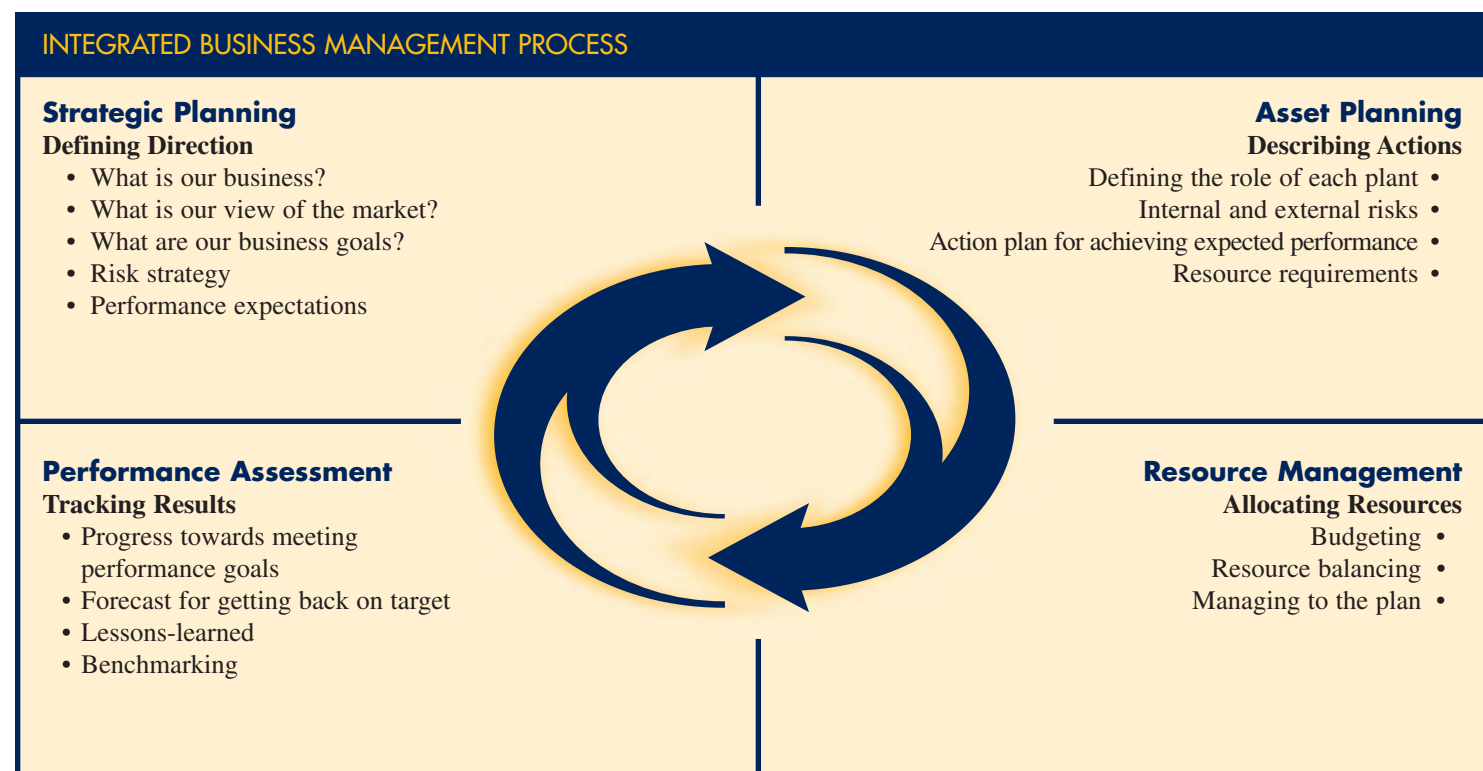 INTEGRATED BUSINESS MANAGEMENT PROCESS
Strategic Planning
Defining Direction
• What is our business?
• What is our view of the market?
• What are our business goals?
• Risk strategy
• Performance expectations
Asset Planning
Describing Actions
Defining the role of each plant •
Internal and external risks •
Action plan for achieving expected performance •
Resource requirements •
Performance Assessment
Tracking Results
• Progress towards meeting
performance goals
• Forecast for getting back on target
• Lessons-learned
• Benchmarking
Resource Management
Allocating Resources
Budgeting •
Resource balancing •
Managing to the plan •